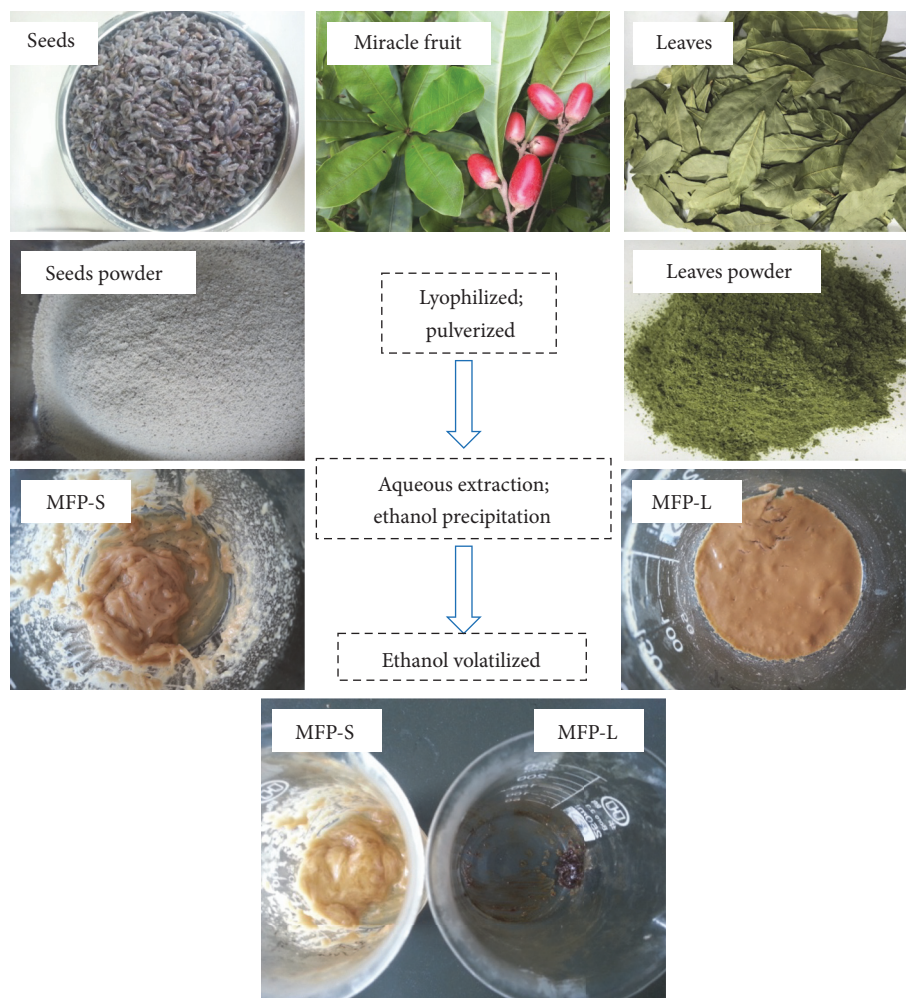 Seeds
Miracle fruit
Leaves
Seeds powder
Lyophilized;
pulverized
Leaves powder
MFP-S
Aqueous extraction;
ethanol precipitation
MFP-L
Ethanol volatilized
MFP-S
MFP-L